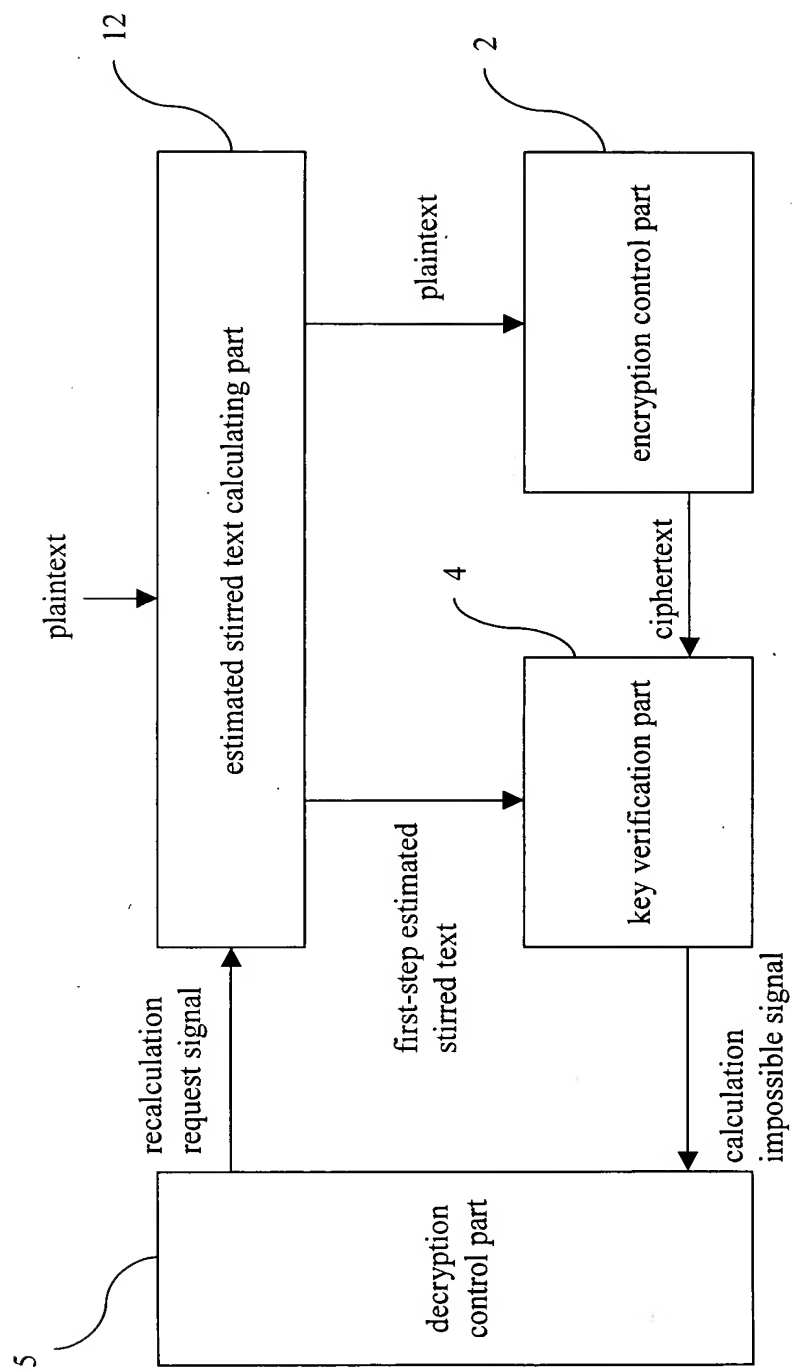 plaintext
12
estimated stirred text calculating part
recalculation
request signal
first-step estimated
stirred text
plaintext
5
decryption
control part
4
key verification part
2
encryption control part
ciphertext
calculation
impossible signal